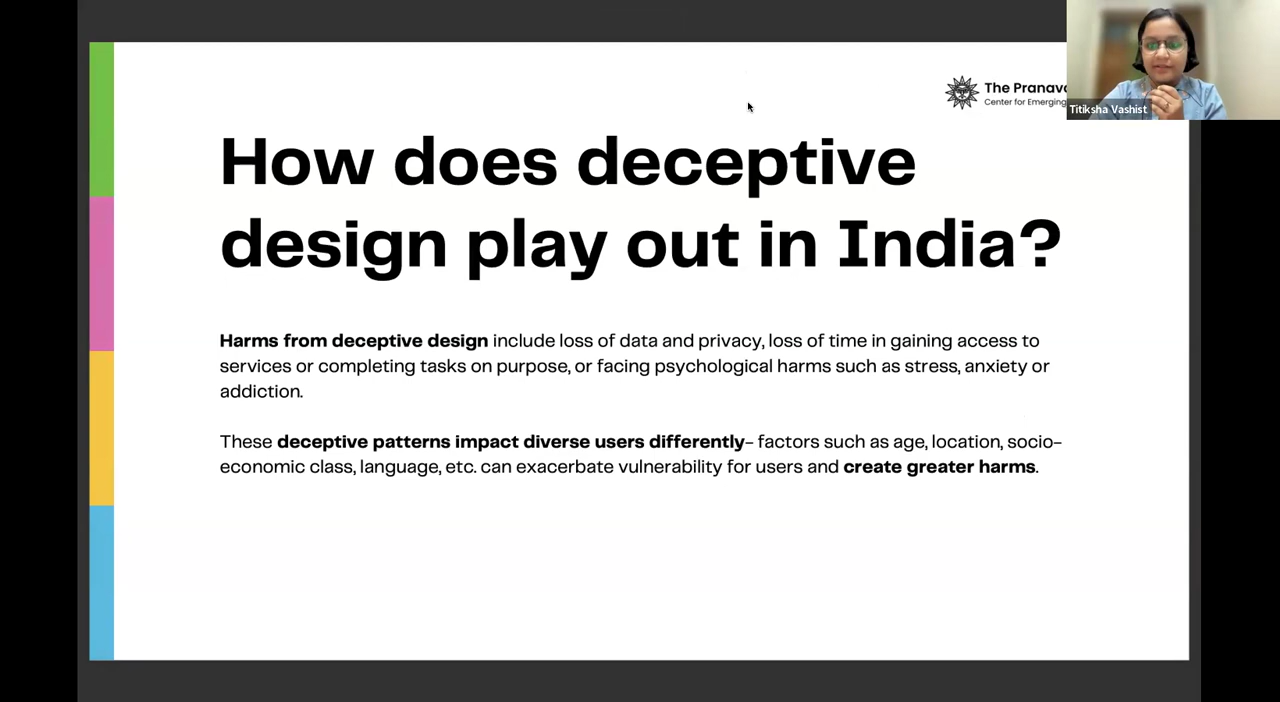 The Pranav
Center for Emerging
Titiksha Vashist
How does deceptive
design play out in India?
Harms from deceptive design include loss of data and privacy, loss of time in gaining access to
services or completing tasks on purpose, or facing psychological harms such as stress, anxiety or
addiction.
These deceptive patterns impact diverse users differently– factors such as age, location, socio-
economic class, language, etc. can exacerbate vulnerability for users and create greater harms.